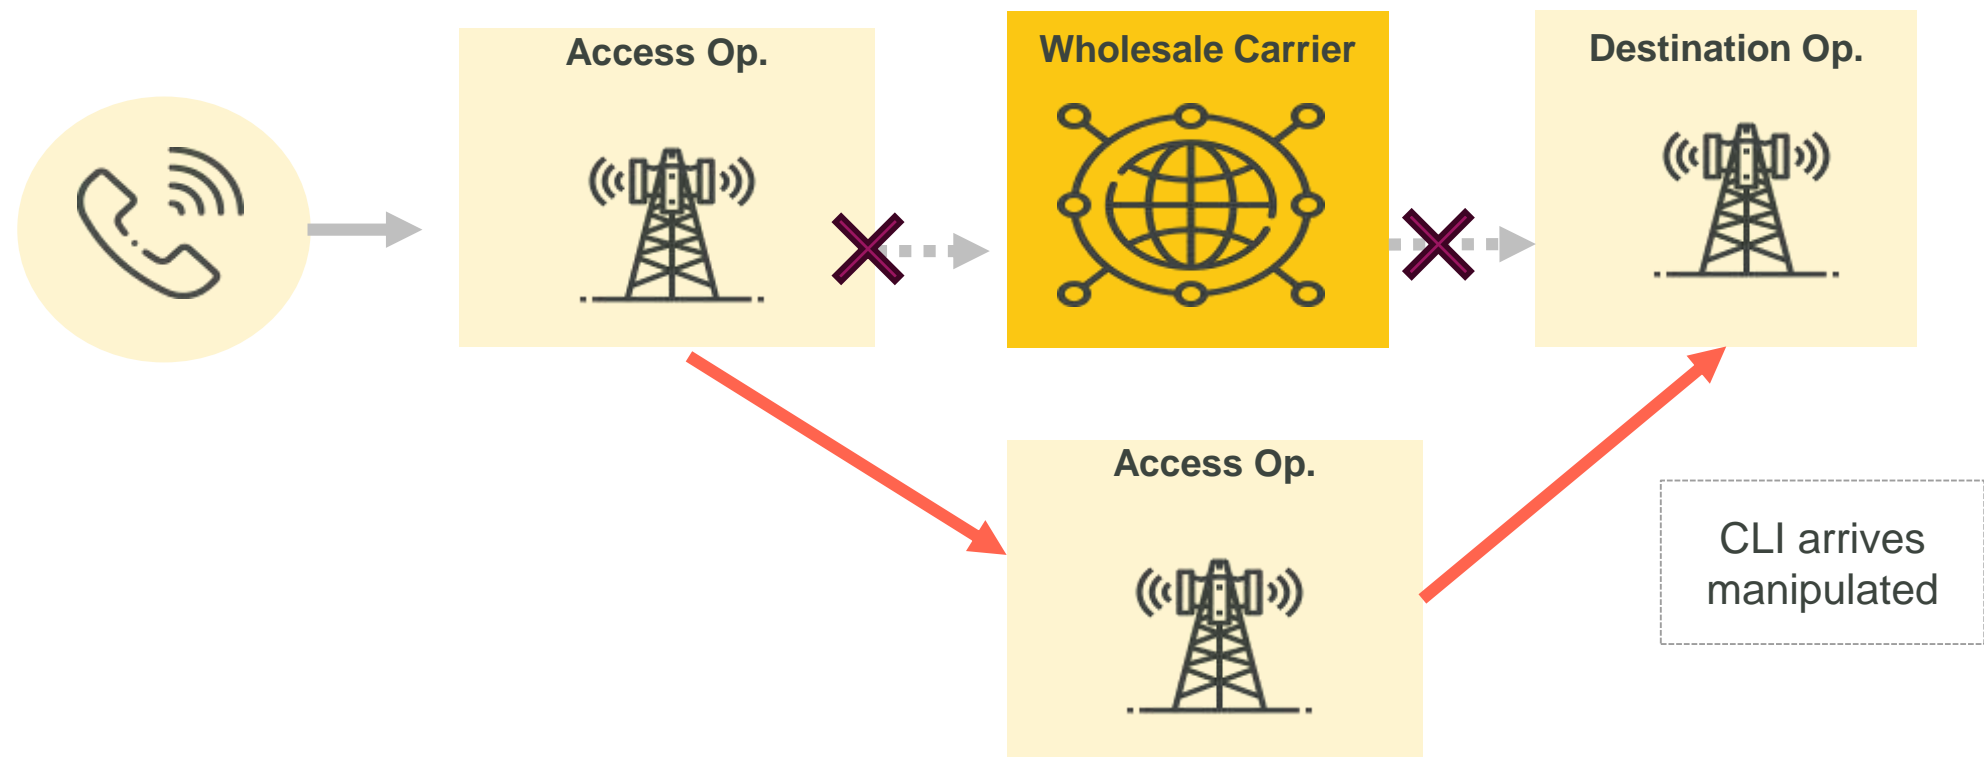 Access Op.
Wholesale Carrier
Destination Op.
Access Op.
CLI arrives
manipulated